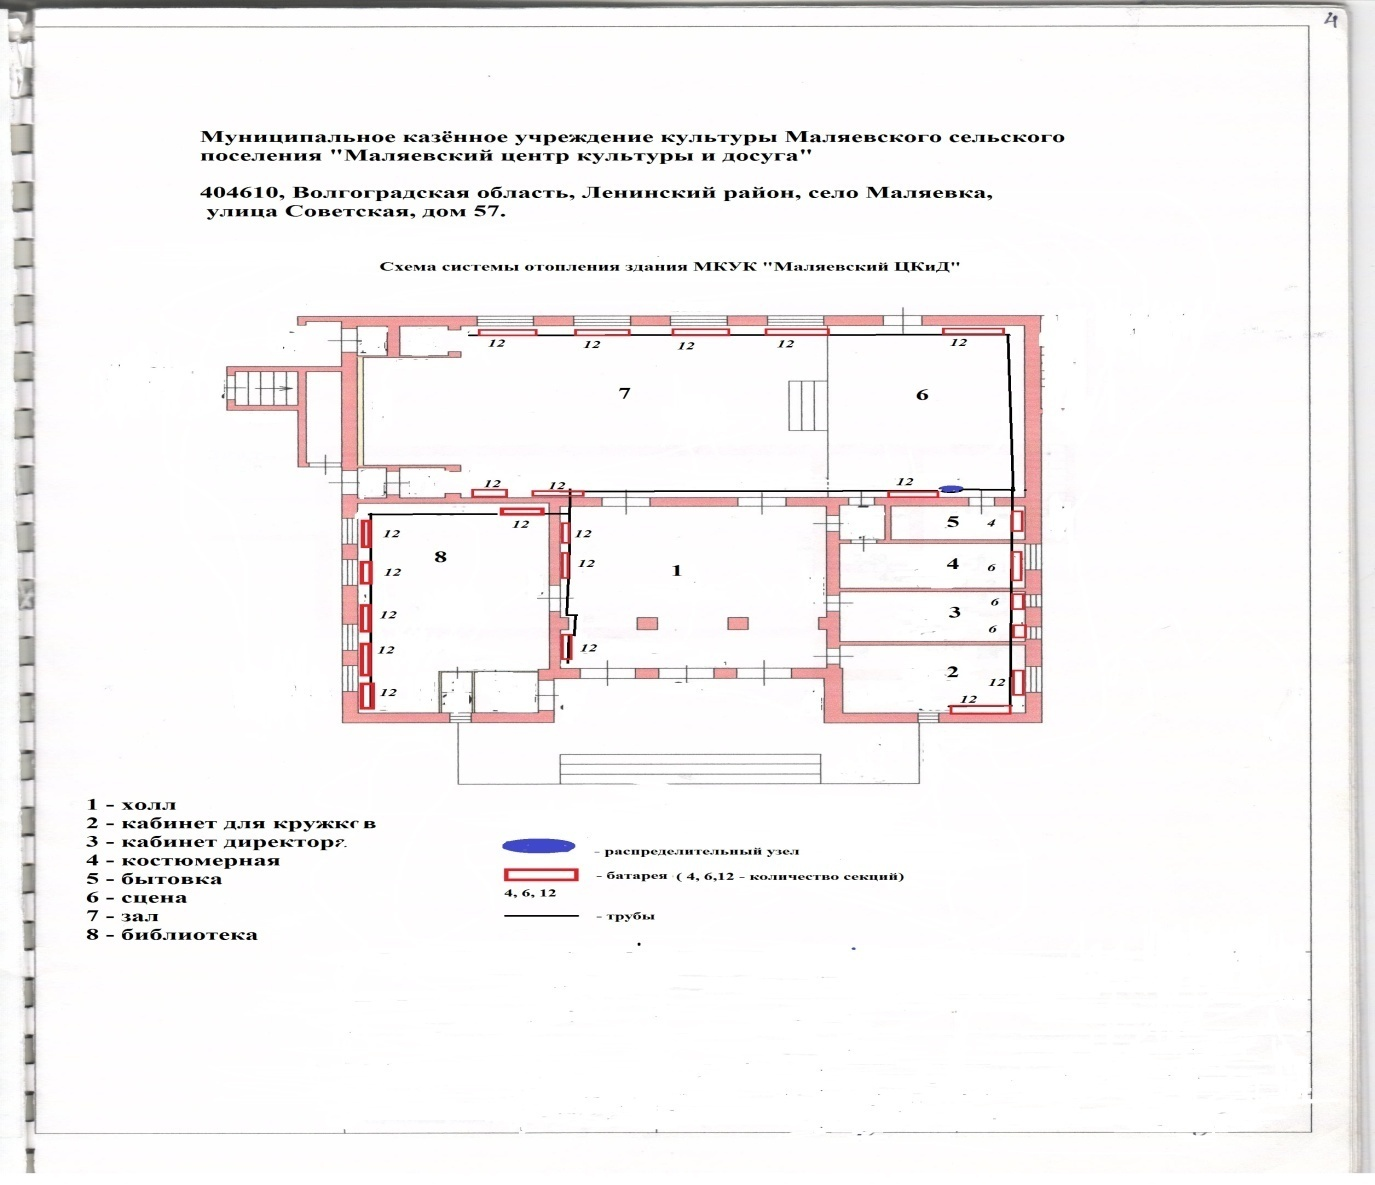 4
Муниципальное казённое учреждение культуры Маляевского сельского
поселения "Маляевский центр культуры и досуга"
404610, Волгоградская область, Ленинский район, село Маляевка,
улица Советская, дом 57.
Схема системы отопления здания МКУК "Маляевский ЦКиД"
12 12 12 12 12
7 6
12 12 12
12 12 5 4
12 8 12 4 6
12 1 3 6
12 6
12 12 2 12
12 12
1 - холл
2 - кабинет для кружков
3 - кабинет директора
4 - костюмерная
5 - бытовка
6 - сцена
7 - зал
8 - библиотека
- распределительный узел
- батарея ( 4, 6,12 - количество секций)
4, 6, 12
- трубы